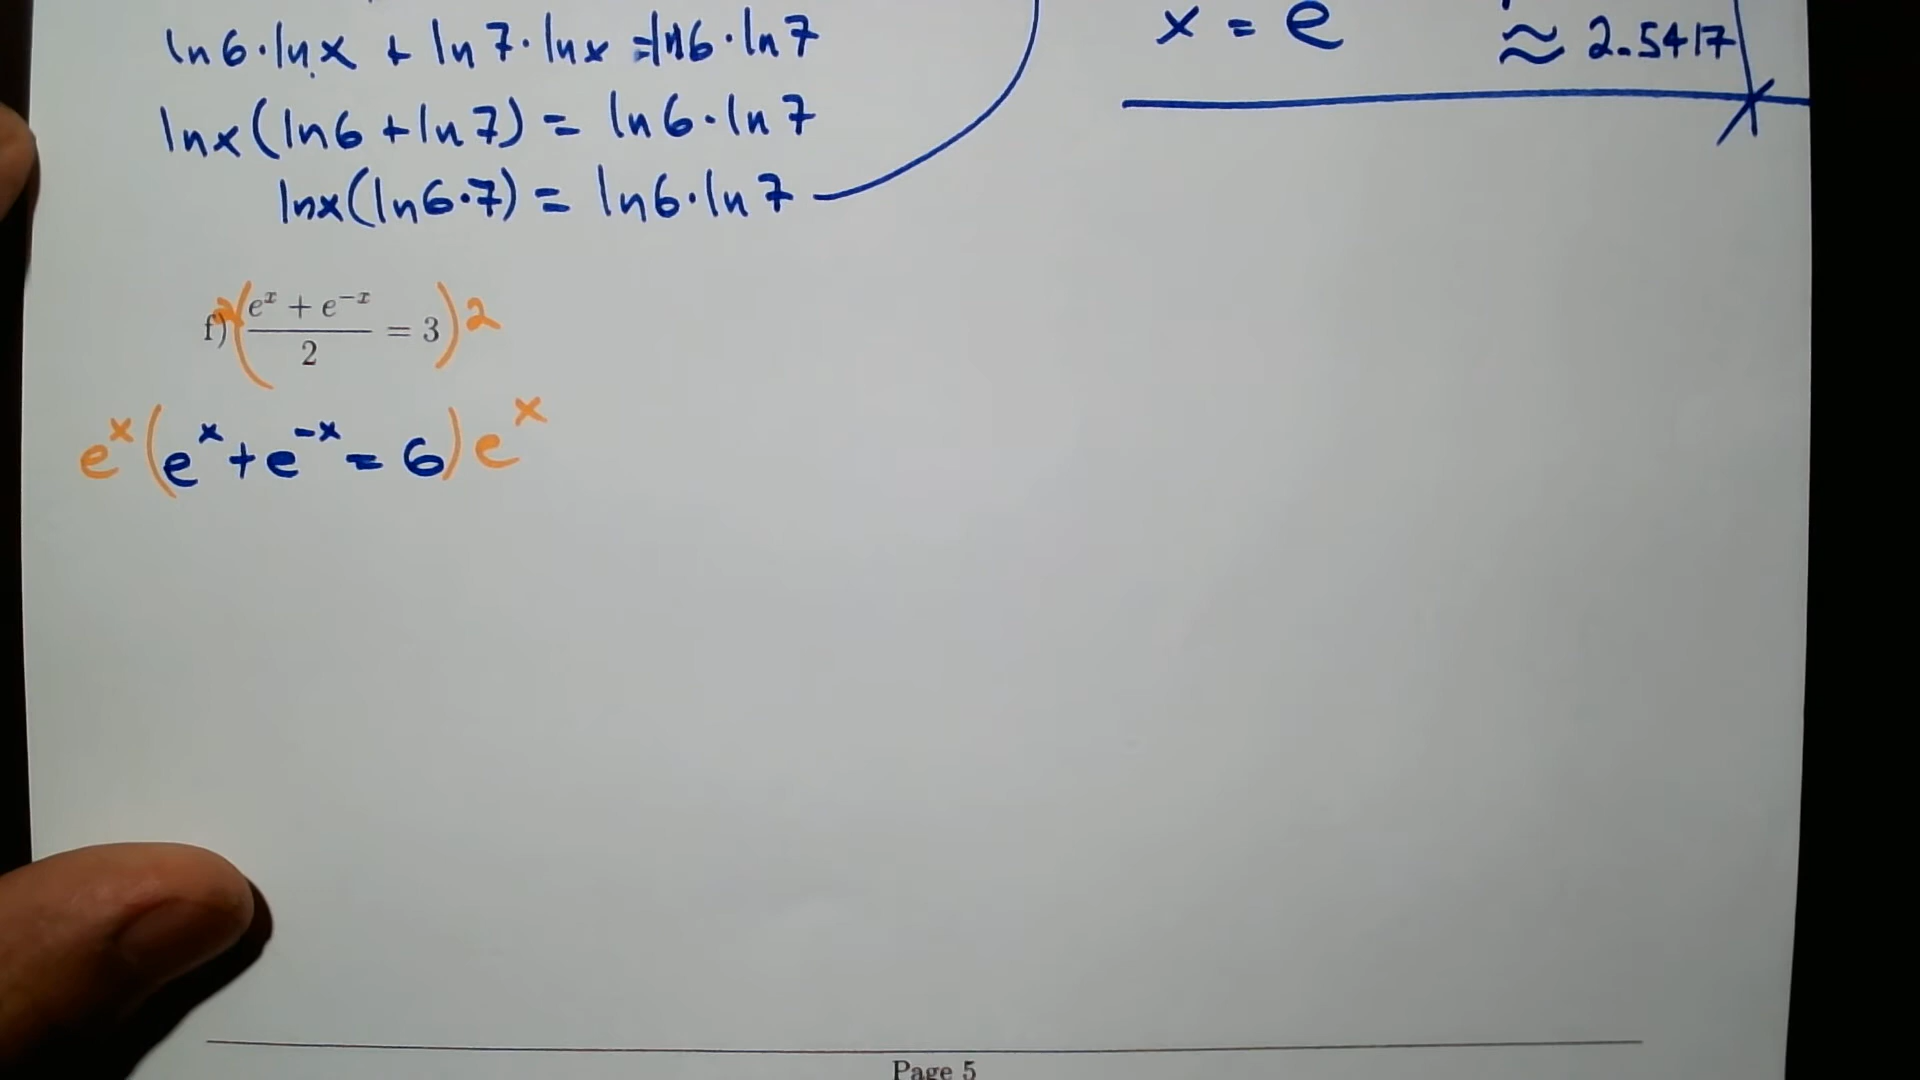 ln6·lnx + ln7·lnx = ln6·ln7
lnx(ln6+ln7) = ln6·ln7
lnx(ln6·7) = ln6·ln7
x = e
≈ 2.5417
f) 2(e^x + e^−x / 2 = 3)2
e^x(e^x + e^−x = 6)e^x
Page 5